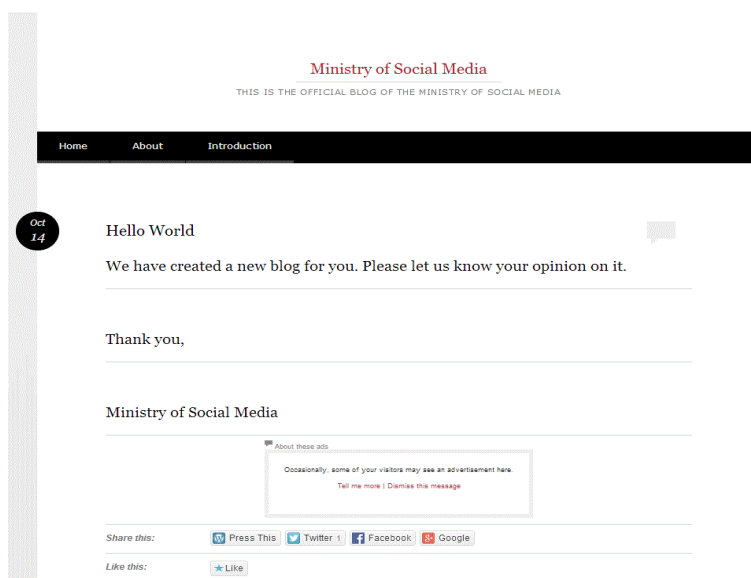 Ministry of Social Media
THIS IS THE OFFICIAL BLOG OF THE MINISTRY OF SOCIAL MEDIA
Home About Introduction
Oct
14
Hello World
We have created a new blog for you. Please let us know your opinion on it.
Thank you,
Ministry of Social Media
About these ads
Occasionally, some of your visitors may see an advertisement here.
Tell me more | Dismiss this message
Share this: Press This Twitter 1 Facebook Google
Like this: Like